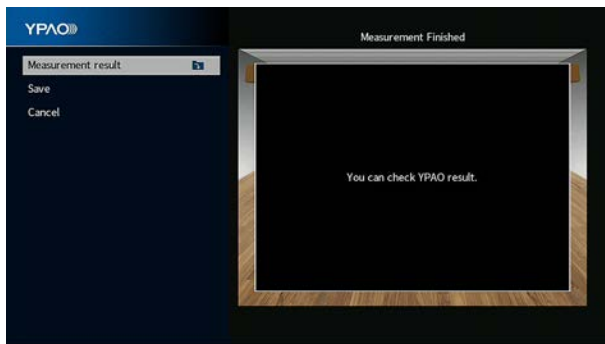 YPAO
Measurement Finished
Measurement result
Save
Cancel
You can check YPAO result.